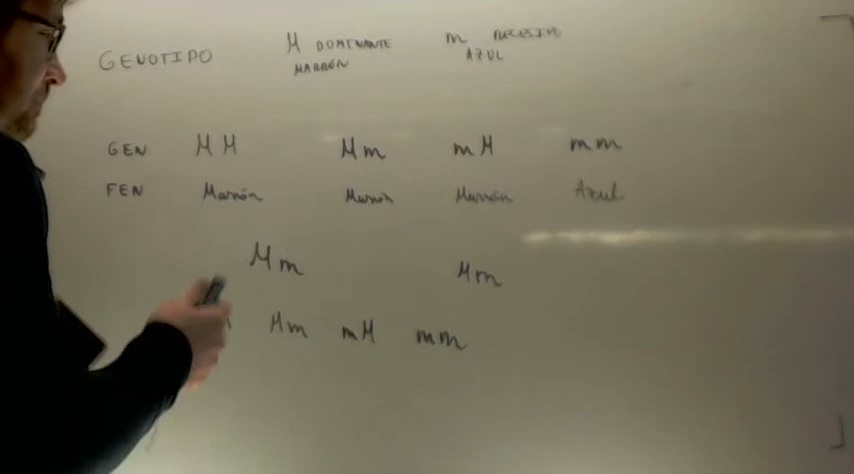 GENOTIPO M DOMINANTE m RECESIVO
MARRÓN AZUL
GEN MM Mm mM mm
FEN Marrón Marrón Marrón Azul
Mm Mm
Mm mM mm